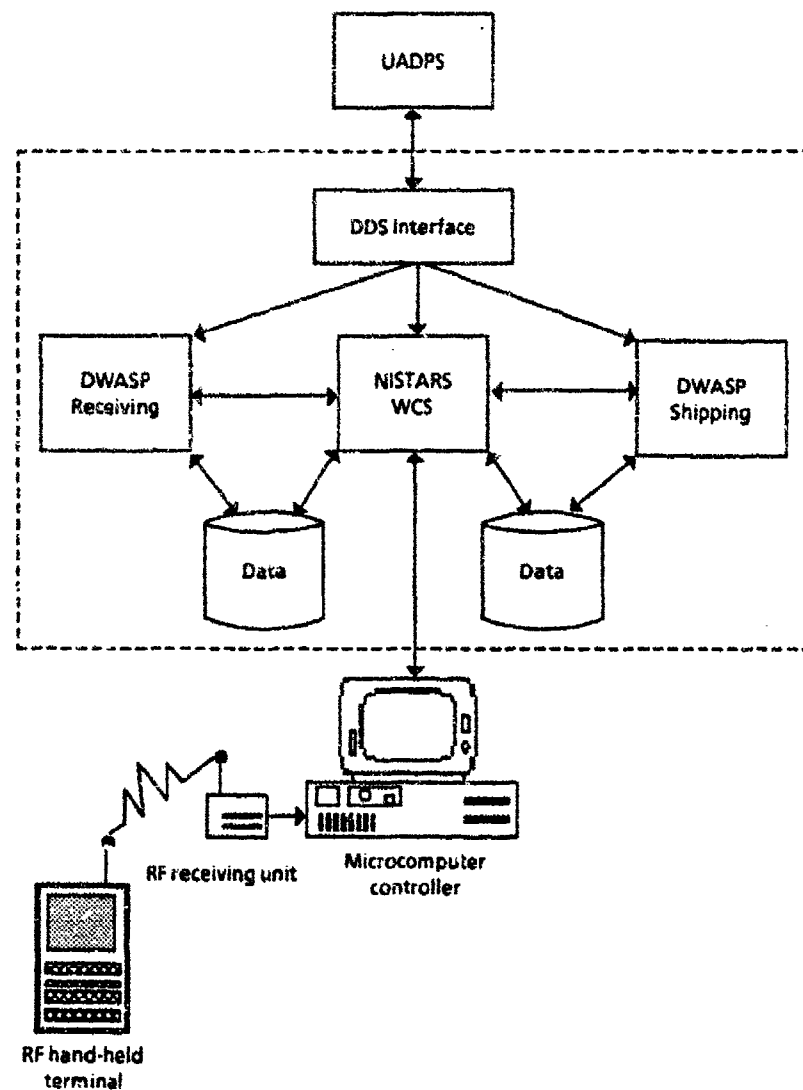 UADPS
DDS interface
DWASP
Receiving
NISTARS
WCS
DWASP
Shipping
Data
Data
RF receiving unit
Microcomputer
controller
RF hand-held
terminal